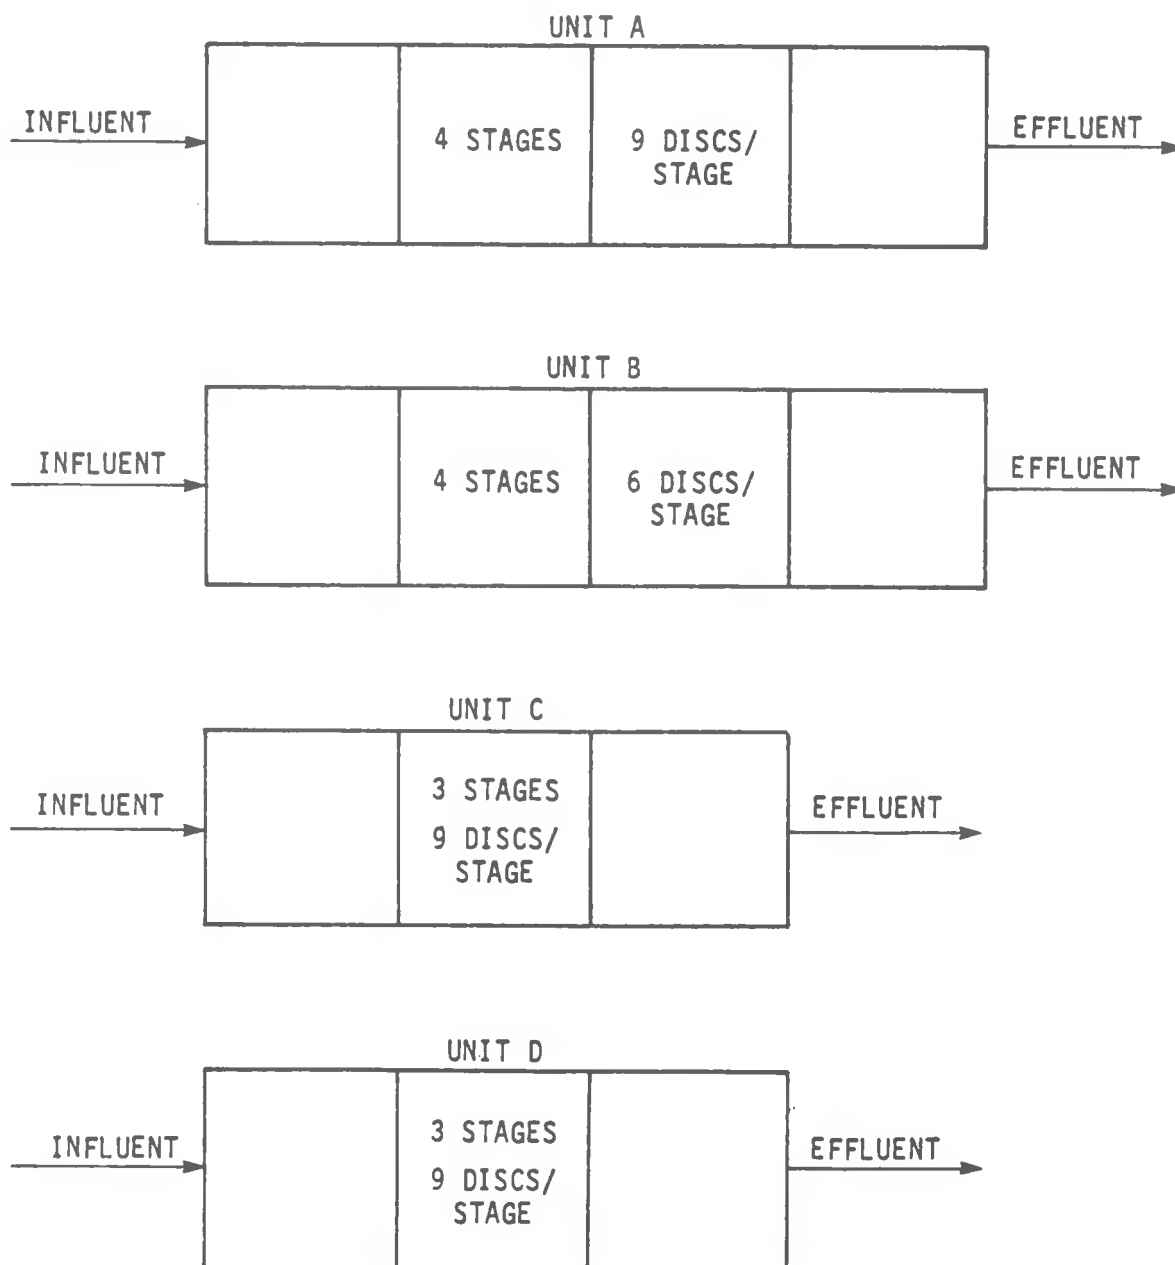 UNIT A
INFLUENT
4 STAGES
9 DISCS/
STAGE
EFFLUENT
UNIT B
INFLUENT
4 STAGES
6 DISCS/
STAGE
EFFLUENT
UNIT C
INFLUENT
3 STAGES
9 DISCS/
STAGE
EFFLUENT
UNIT D
INFLUENT
3 STAGES
9 DISCS/
STAGE
EFFLUENT